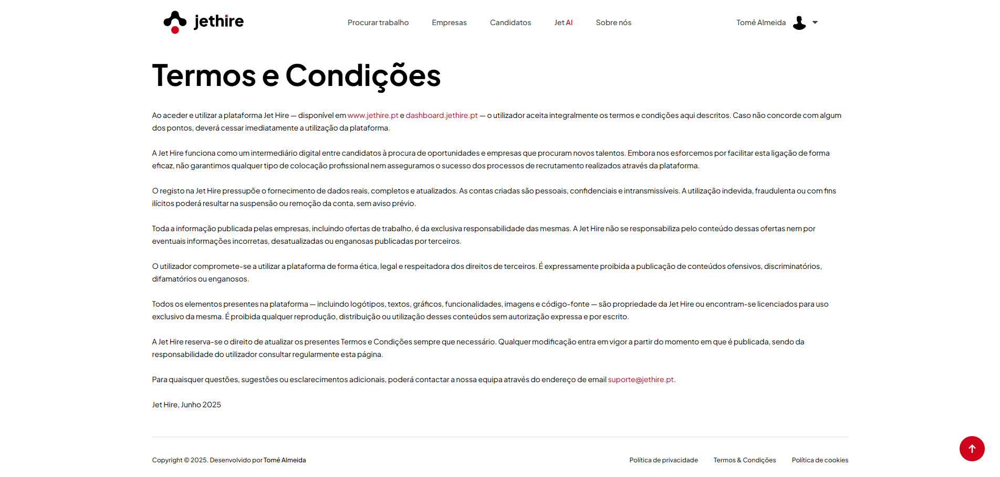 jethire
Procurar trabalho
Empresas
Candidatos
Jet AI
Sobre nós
Tomé Almeida
Termos e Condições
Ao aceder e utilizar a plataforma Jet Hire — disponível em www.jethire.pt e dashboard.jethire.pt — o utilizador aceita integralmente os termos e condições aqui descritos. Caso não concorde com algum
dos pontos, deverá cessar imediatamente a utilização da plataforma.
A Jet Hire funciona como um intermediário digital entre candidatos à procura de oportunidades e empresas que procuram novos talentos. Embora nos esforcemos por facilitar esta ligação de forma
eficaz, não garantimos qualquer tipo de colocação profissional nem asseguramos o sucesso dos processos de recrutamento realizados através da plataforma.
O registo na Jet Hire pressupõe o fornecimento de dados reais, completos e atualizados. As contas criadas são pessoais, confidenciais e intransmissíveis. A utilização indevida, fraudulenta ou com fins
ilícitos poderá resultar na suspensão ou remoção da conta, sem aviso prévio.
Toda a informação publicada pelas empresas, incluindo ofertas de trabalho, é da exclusiva responsabilidade das mesmas. A Jet Hire não se responsabiliza pelo conteúdo dessas ofertas nem por
eventuais informações incorretas, desatualizadas ou enganosas publicadas por terceiros.
O utilizador compromete-se a utilizar a plataforma de forma ética, legal e respeitadora dos direitos de terceiros. É expressamente proibida a publicação de conteúdos ofensivos, discriminatórios,
difamatórios ou enganosos.
Todos os elementos presentes na plataforma — incluindo logótipos, textos, gráficos, funcionalidades, imagens e código-fonte — são propriedade da Jet Hire ou encontram-se licenciados para uso
exclusivo da mesma. É proibida qualquer reprodução, distribuição ou utilização desses conteúdos sem autorização expressa e por escrito.
A Jet Hire reserva-se o direito de atualizar os presentes Termos e Condições sempre que necessário. Qualquer modificação entra em vigor a partir do momento em que é publicada, sendo da
responsabilidade do utilizador consultar regularmente esta página.
Para quaisquer questões, sugestões ou esclarecimentos adicionais, poderá contactar a nossa equipa através do endereço de email suporte@jethire.pt.
Jet Hire, Junho 2025
Copyright © 2025. Desenvolvido por Tomé Almeida
Política de privacidade
Termos & Condições
Política de cookies